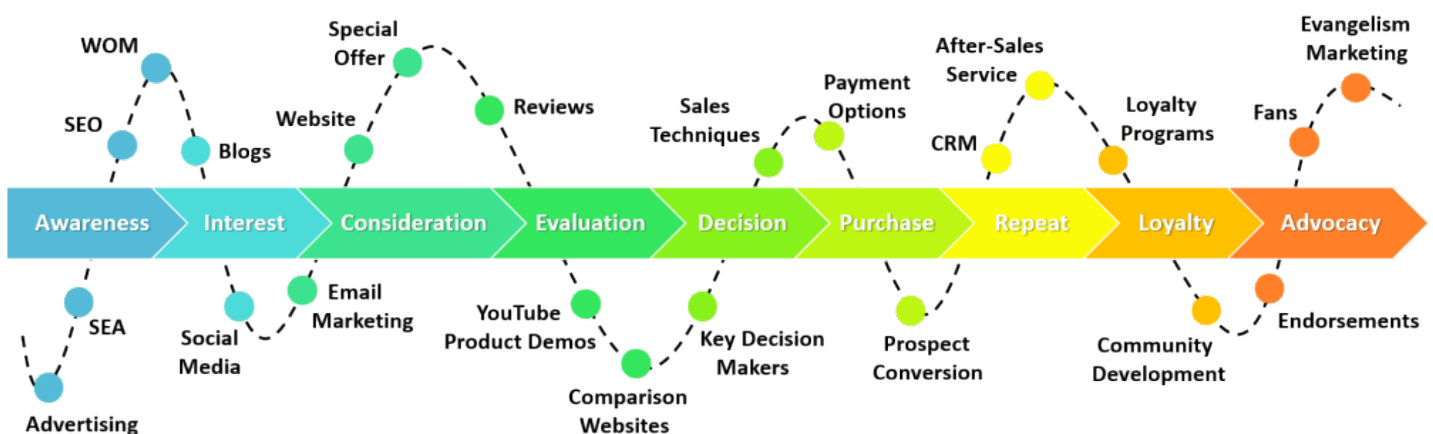 WOM
SEO
Blogs
Website
Special
Offer
Reviews
Sales
Techniques
Payment
Options
After-Sales
Service
CRM
Loyalty
Programs
Evangelism
Marketing
Fans
Awareness
Interest
Consideration
Evaluation
Decision
Purchase
Repeat
Loyalty
Advocacy
SEA
Advertising
Social
Media
Email
Marketing
YouTube
Product Demos
Comparison
Websites
Key Decision
Makers
Prospect
Conversion
Community
Development
Endorsements